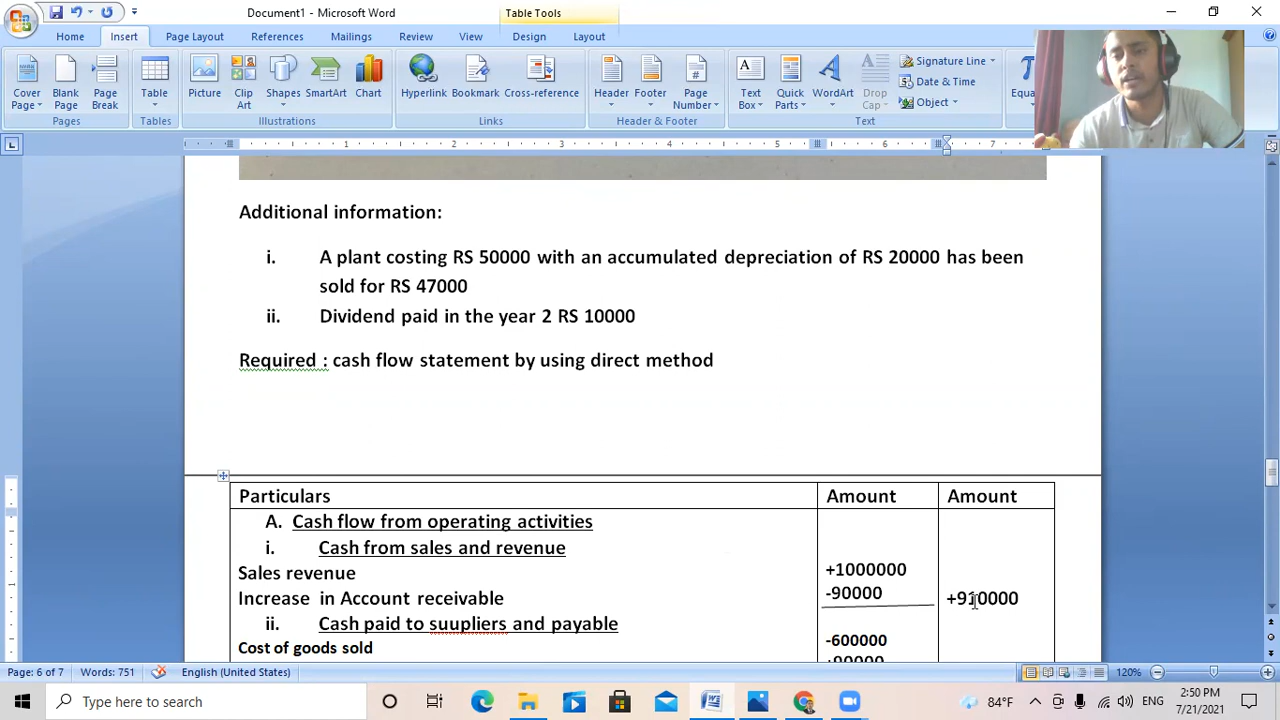 Document1 - Microsoft Word
Table Tools
Home Insert Page Layout References Mailings Review View Design Layout
Cover Page Blank Page Page Break Table Picture Clip Art Shapes SmartArt Chart Hyperlink Bookmark Cross-reference Header Footer Page Number Text Box Quick Parts WordArt Signature Line
Date & Time
Object
Pages Tables Illustrations Links Header & Footer Text
1 2 3 4 5 6 7
Additional information:
i. A plant costing RS 50000 with an accumulated depreciation of RS 20000 has been
sold for RS 47000
ii. Dividend paid in the year 2 RS 10000
Required : cash flow statement by using direct method
Particulars Amount Amount
A. Cash flow from operating activities
i. Cash from sales and revenue
Sales revenue +1000000
Increase in Account receivable -90000 +910000
ii. Cash paid to suupliers and payable
Cost of goods sold -600000
Page: 6 of 7 Words: 751 English (United States) 120%
Type here to search 84°F ENG 2:50 PM
7/21/2021